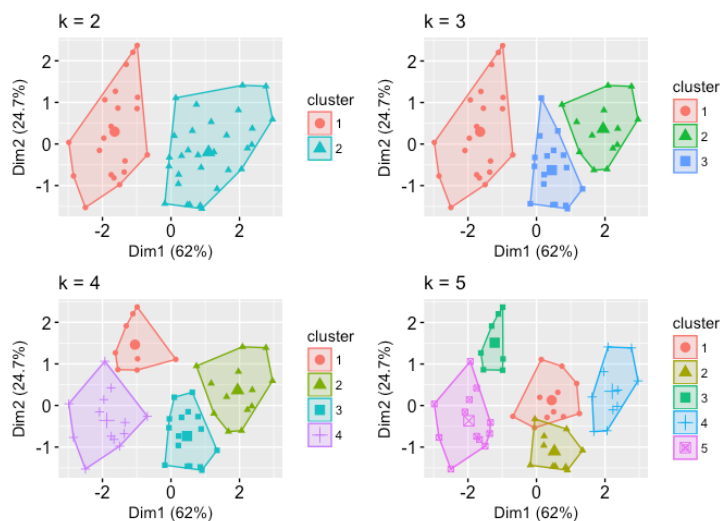 k = 2
2
1
0
-1
-2
0
2
Dim2 (24.7%)
Dim1 (62%)
cluster
1
2
k = 3
2
1
0
-1
-2
0
2
Dim2 (24.7%)
Dim1 (62%)
cluster
1
2
3
k = 4
2
1
0
-1
-2
0
2
Dim2 (24.7%)
Dim1 (62%)
cluster
1
2
3
4
k = 5
2
1
0
-1
-2
0
2
Dim2 (24.7%)
Dim1 (62%)
cluster
1
2
3
4
5